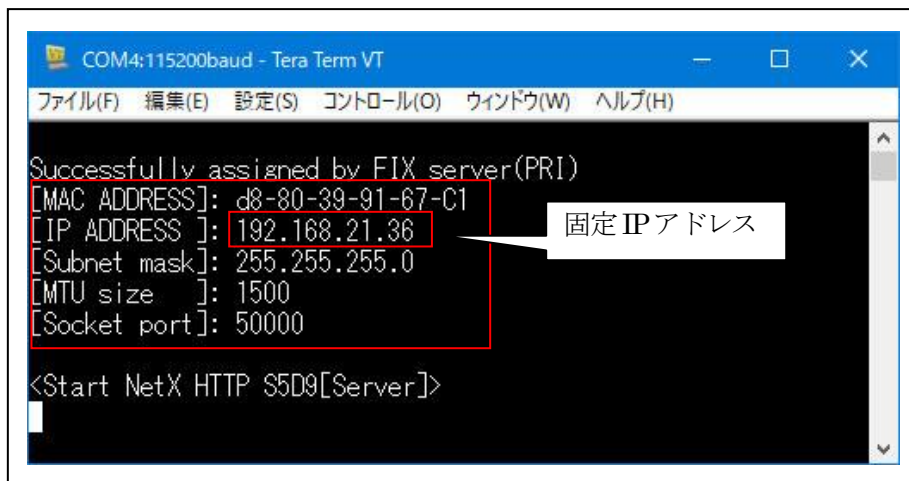 COM4:115200baud - Tera Term VT
ファイル(F) 編集(E) 設定(S) コントロール(O) ウィンドウ(W) ヘルプ(H)
Successfully assigned by FIX server(PRI)
[MAC ADDRESS]: d8-80-39-91-67-C1
[IP ADDRESS ]: 192.168.21.36
固定IPアドレス
[Subnet mask]: 255.255.255.0
[MTU size   ]: 1500
[Socket port]: 50000
<Start NetX HTTP S5D9[Server]>